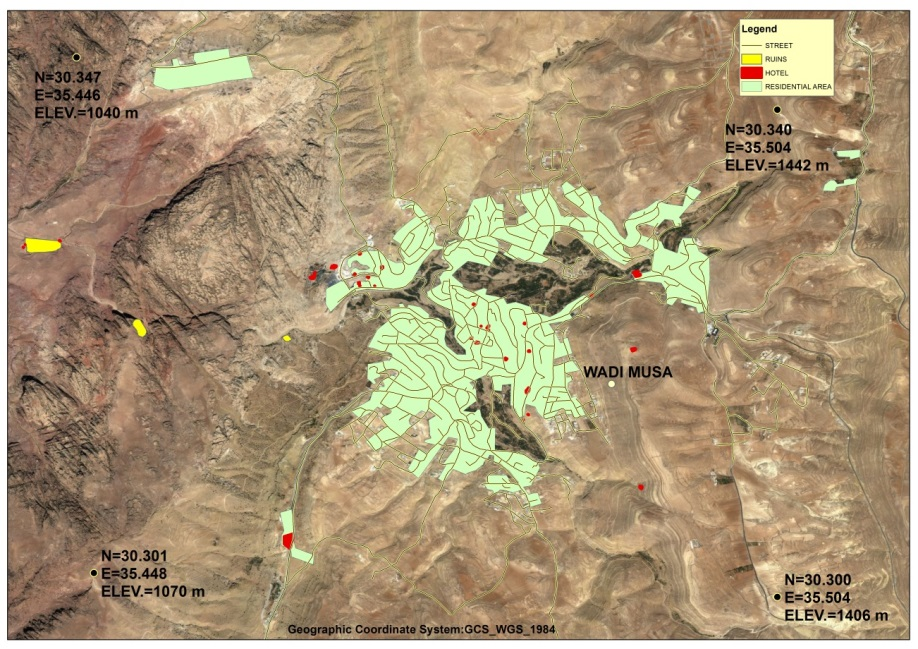 Legend
STREET
RUINS
HOTEL
RESIDENTIAL AREA
N=30.347
E=35.446
ELEV.=1040 m
N=30.340
E=35.504
ELEV.=1442 m
WADI MUSA
N=30.301
E=35.448
ELEV.=1070 m
N=30.300
E=35.504
ELEV.=1406 m
Geographic Coordinate System:GCS_WGS_1984